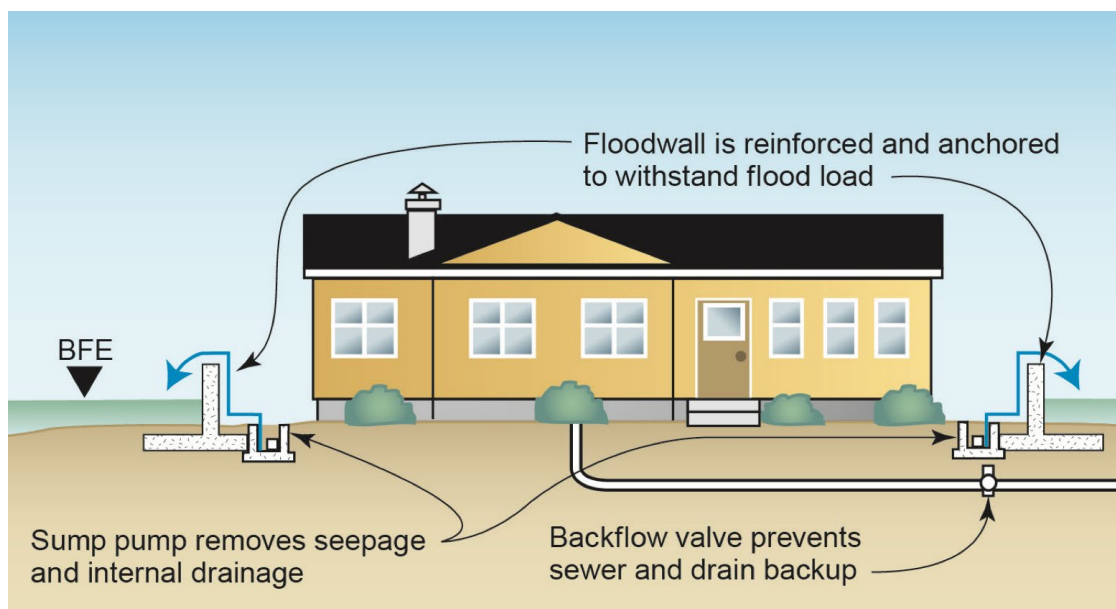 Floodwall is reinforced and anchored
to withstand flood load
BFE
Sump pump removes seepage
and internal drainage
Backflow valve prevents
sewer and drain backup